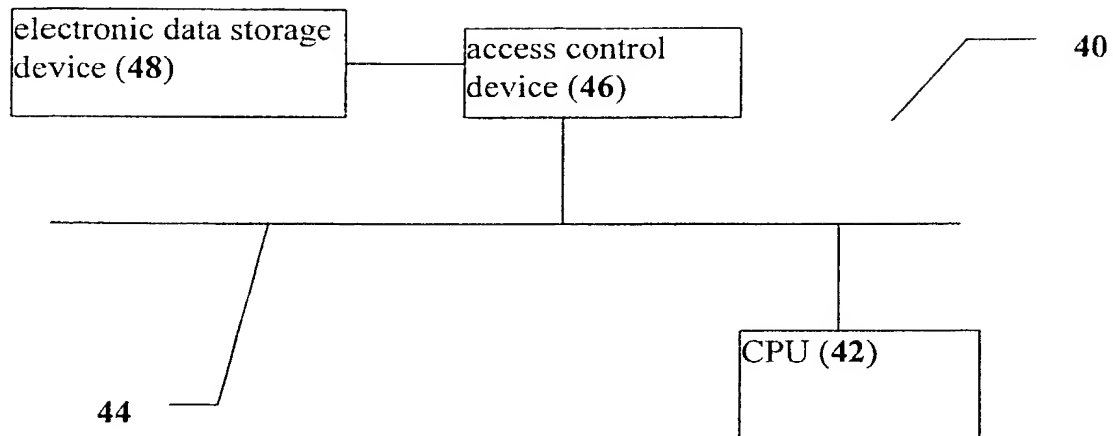 electronic data storage
device (48)
access control
device (46)
40
CPU (42)
44